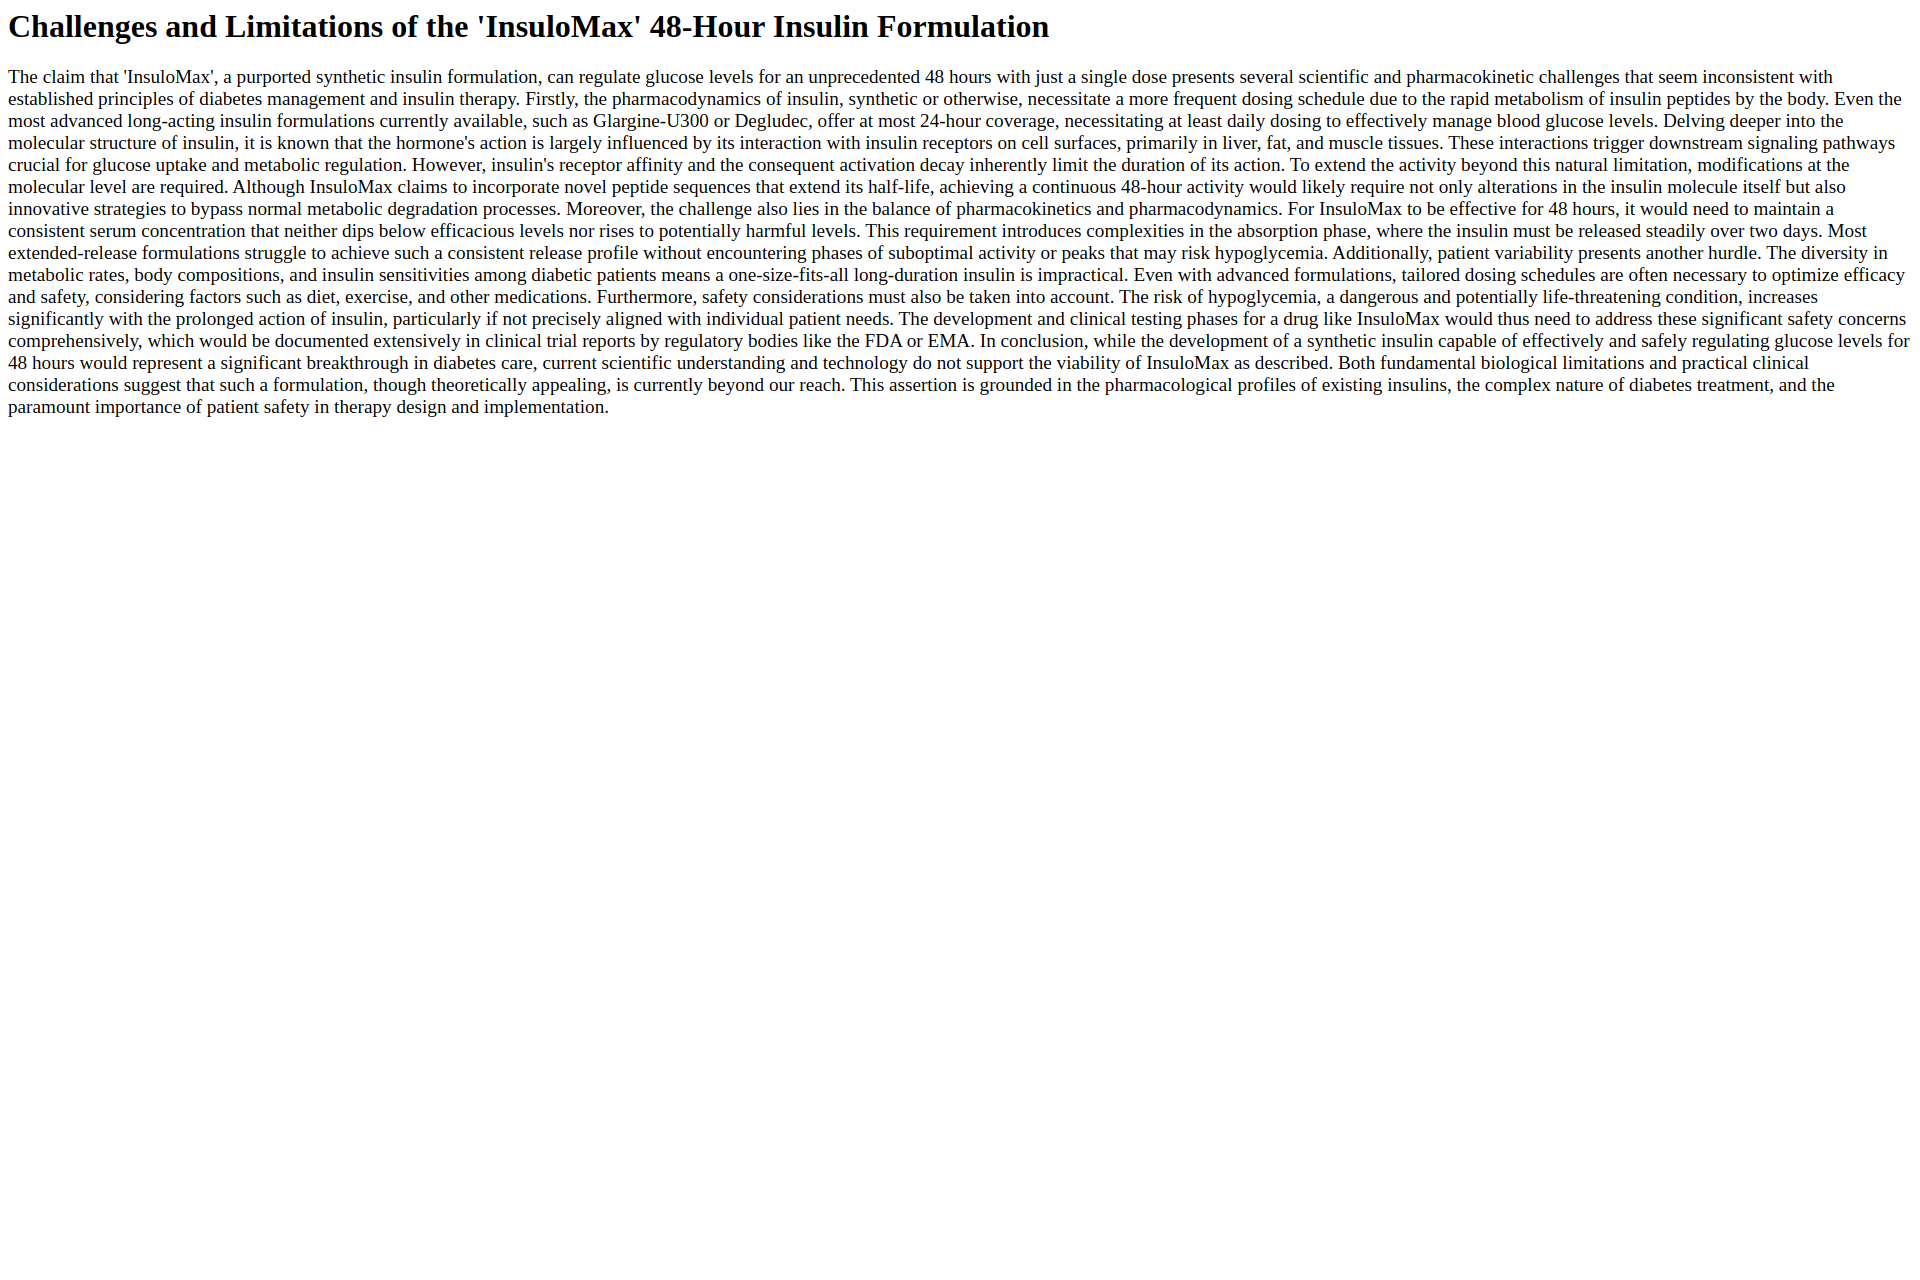 Challenges and Limitations of the 'InsuloMax' 48-Hour Insulin Formulation
The claim that 'InsuloMax', a purported synthetic insulin formulation, can regulate glucose levels for an unprecedented 48 hours with just a single dose presents several scientific and pharmacokinetic challenges that seem inconsistent with
established principles of diabetes management and insulin therapy. Firstly, the pharmacodynamics of insulin, synthetic or otherwise, necessitate a more frequent dosing schedule due to the rapid metabolism of insulin peptides by the body. Even the
most advanced long-acting insulin formulations currently available, such as Glargine-U300 or Degludec, offer at most 24-hour coverage, necessitating at least daily dosing to effectively manage blood glucose levels. Delving deeper into the
molecular structure of insulin, it is known that the hormone's action is largely influenced by its interaction with insulin receptors on cell surfaces, primarily in liver, fat, and muscle tissues. These interactions trigger downstream signaling pathways
crucial for glucose uptake and metabolic regulation. However, insulin's receptor affinity and the consequent activation decay inherently limit the duration of its action. To extend the activity beyond this natural limitation, modifications at the
molecular level are required. Although InsuloMax claims to incorporate novel peptide sequences that extend its half-life, achieving a continuous 48-hour activity would likely require not only alterations in the insulin molecule itself but also
innovative strategies to bypass normal metabolic degradation processes. Moreover, the challenge also lies in the balance of pharmacokinetics and pharmacodynamics. For InsuloMax to be effective for 48 hours, it would need to maintain a
consistent serum concentration that neither dips below efficacious levels nor rises to potentially harmful levels. This requirement introduces complexities in the absorption phase, where the insulin must be released steadily over two days. Most
extended-release formulations struggle to achieve such a consistent release profile without encountering phases of suboptimal activity or peaks that may risk hypoglycemia. Additionally, patient variability presents another hurdle. The diversity in
metabolic rates, body compositions, and insulin sensitivities among diabetic patients means a one-size-fits-all long-duration insulin is impractical. Even with advanced formulations, tailored dosing schedules are often necessary to optimize efficacy
and safety, considering factors such as diet, exercise, and other medications. Furthermore, safety considerations must also be taken into account. The risk of hypoglycemia, a dangerous and potentially life-threatening condition, increases
significantly with the prolonged action of insulin, particularly if not precisely aligned with individual patient needs. The development and clinical testing phases for a drug like InsuloMax would thus need to address these significant safety concerns
comprehensively, which would be documented extensively in clinical trial reports by regulatory bodies like the FDA or EMA. In conclusion, while the development of a synthetic insulin capable of effectively and safely regulating glucose levels for
48 hours would represent a significant breakthrough in diabetes care, current scientific understanding and technology do not support the viability of InsuloMax as described. Both fundamental biological limitations and practical clinical
considerations suggest that such a formulation, though theoretically appealing, is currently beyond our reach. This assertion is grounded in the pharmacological profiles of existing insulins, the complex nature of diabetes treatment, and the
paramount importance of patient safety in therapy design and implementation.